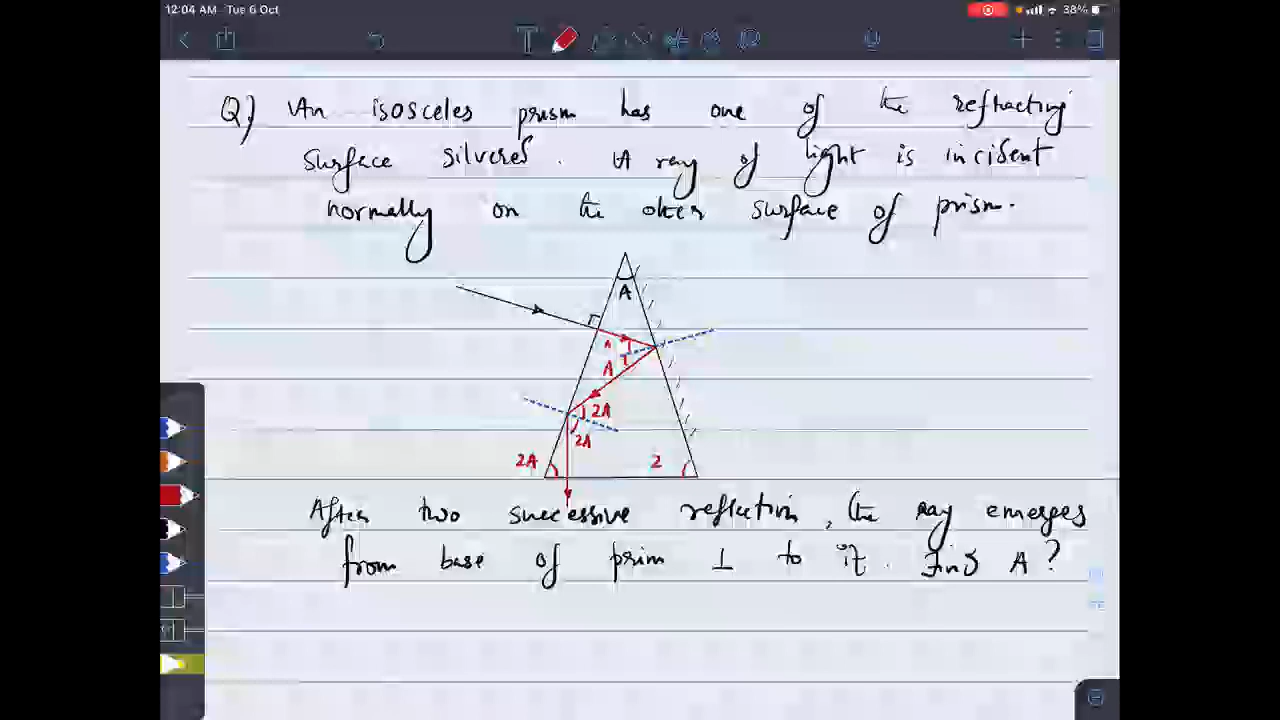 12:04 AM Tue 6 Oct
38%
Q) An isosceles prism has one of the refracting
surface silvered. A ray of light is incident
normally on the other surface of prism.
A
A
A
2A
2A
2A 2
After two successive reflection, the ray emerges
from base of prim ⊥ to it. Find A?